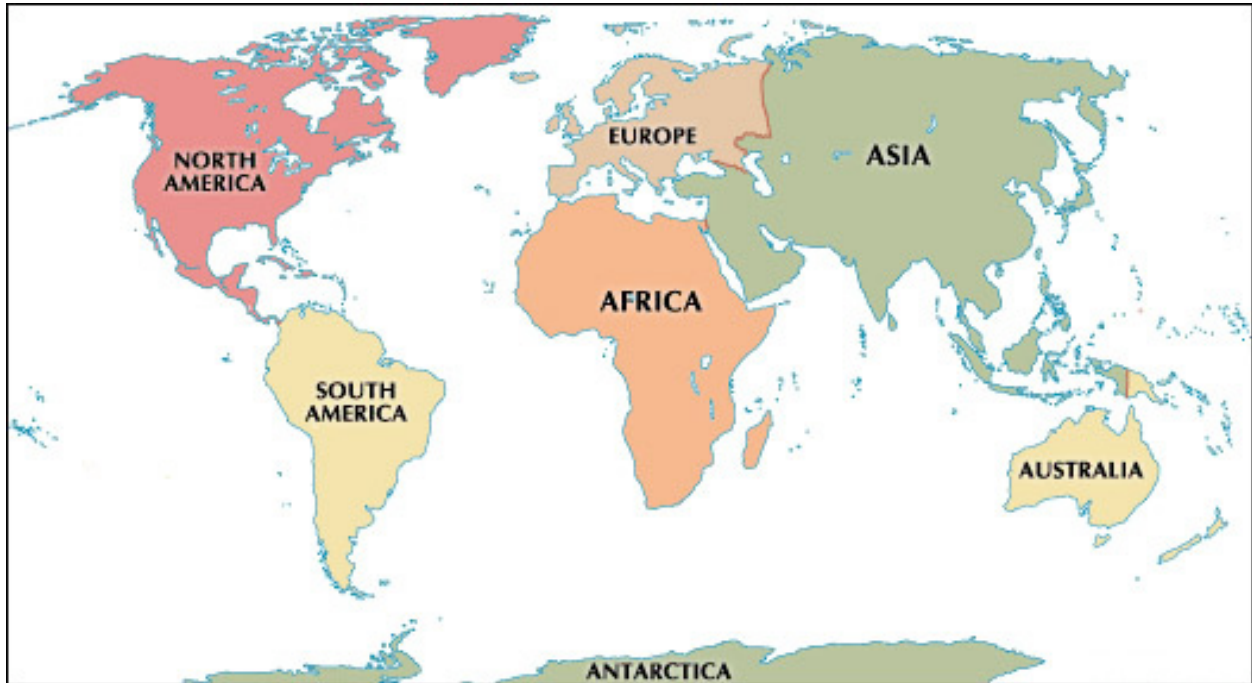 NORTH
AMERICA
EUROPE
ASIA
AFRICA
SOUTH
AMERICA
AUSTRALIA
ANTARCTICA